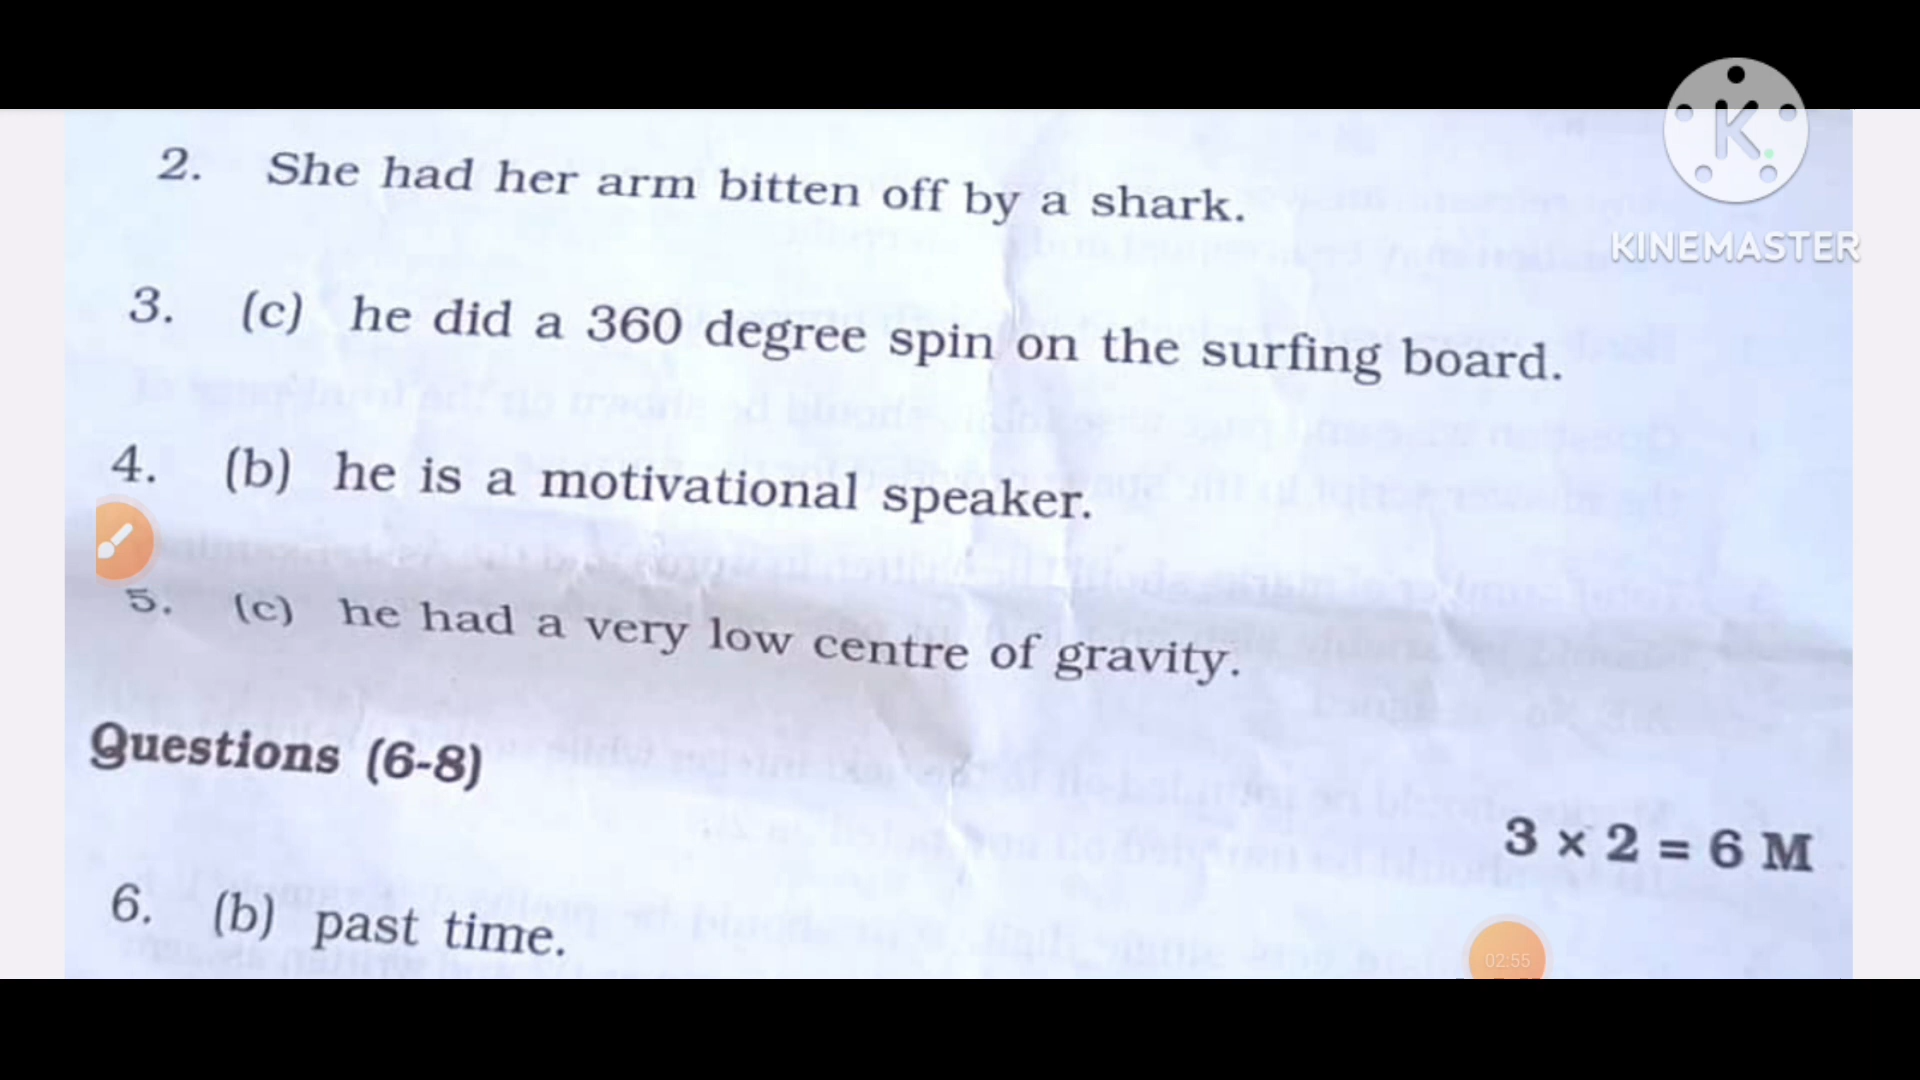 2. She had her arm bitten off by a shark.
3. (c) he did a 360 degree spin on the surfing board.
4. (b) he is a motivational speaker.
5. (c) he had a very low centre of gravity.
Questions (6-8)
3 × 2 = 6 M
6. (b) past time.
K
KINEMASTER
02:55